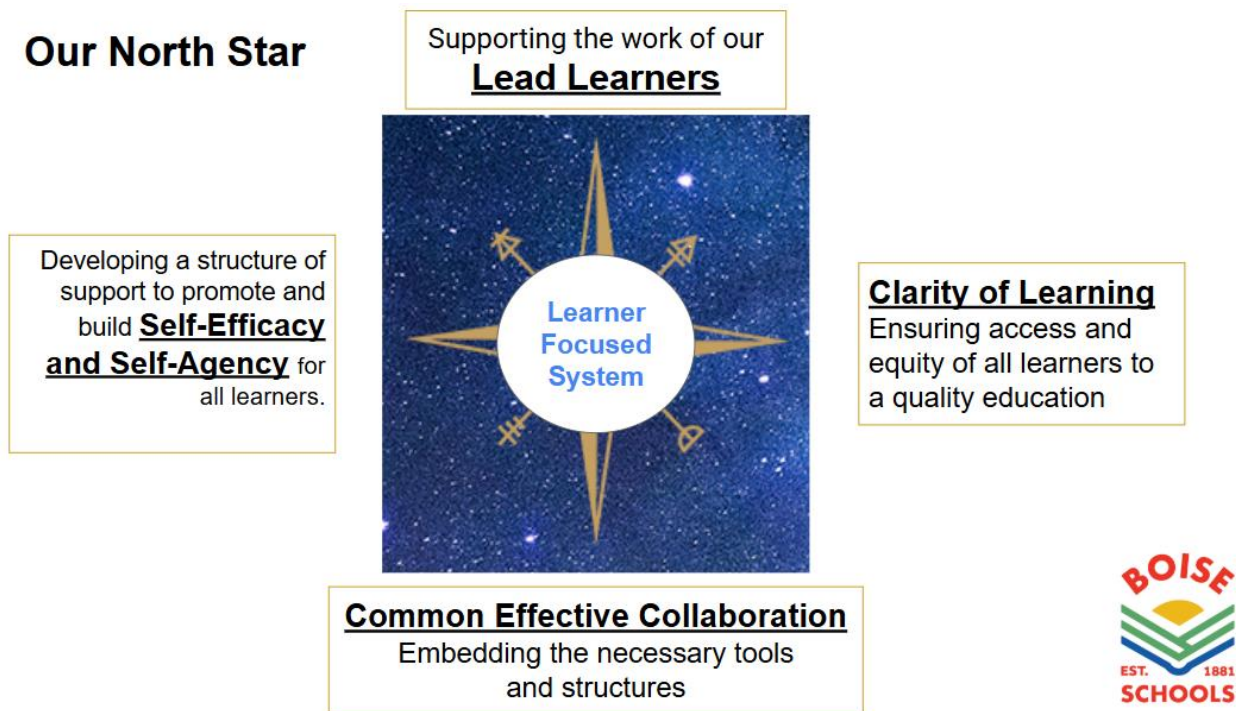 Our North Star
Supporting the work of our
Lead Learners
Developing a structure of
support to promote and
build Self-Efficacy
and Self-Agency for
all learners.
Learner
Focused
System
Clarity of Learning
Ensuring access and
equity of all learners to
a quality education
Common Effective Collaboration
Embedding the necessary tools
and structures
BOISE
EST. 1881
SCHOOLS